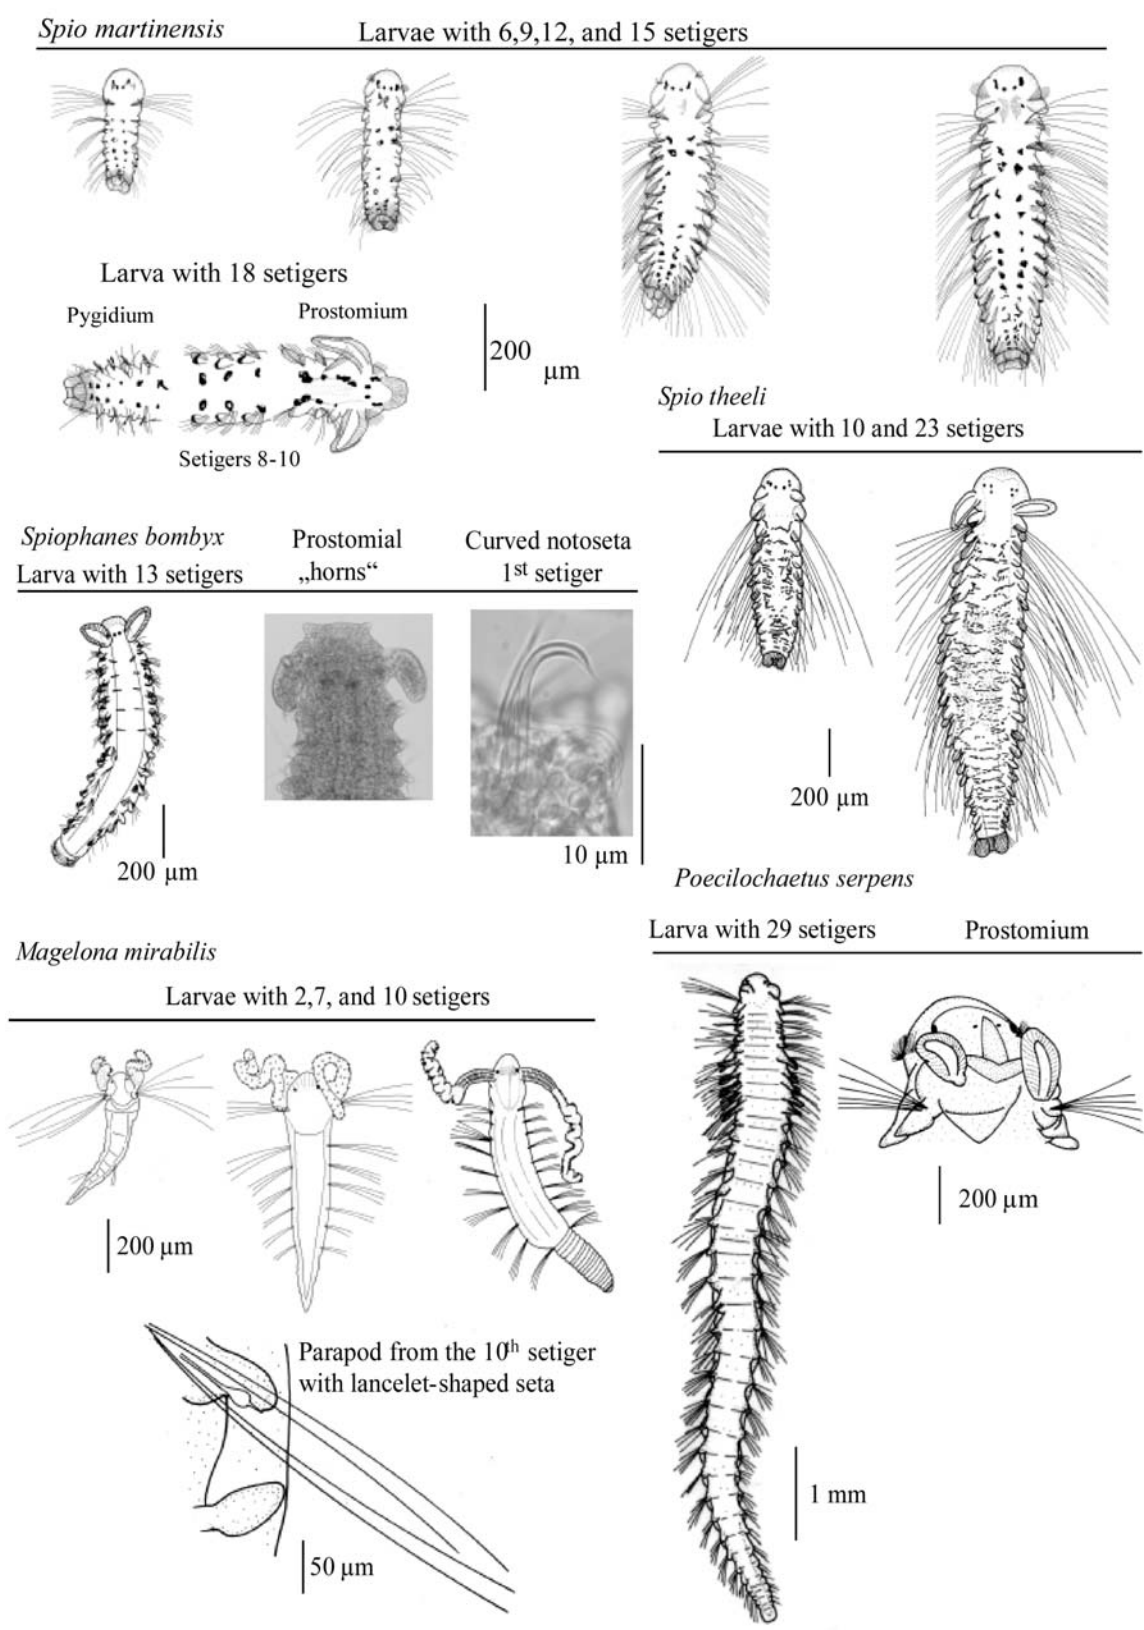 Spio martinensis
Larvae with 6,9,12, and 15 setigers
Larva with 18 setigers
Pygidium
Prostomium
200
µm
Setigers 8-10
Spio theeli
Larvae with 10 and 23 setigers
200 µm
Spiophanes bombyx
Larva with 13 setigers
Prostomial
„horns“
Curved notoseta
1st setiger
200 µm
10 µm
Poecilochaetus serpens
Larva with 29 setigers
Prostomium
200 µm
1 mm
Magelona mirabilis
Larvae with 2,7, and 10 setigers
200 µm
Parapod from the 10th setiger
with lancelet-shaped seta
50 µm